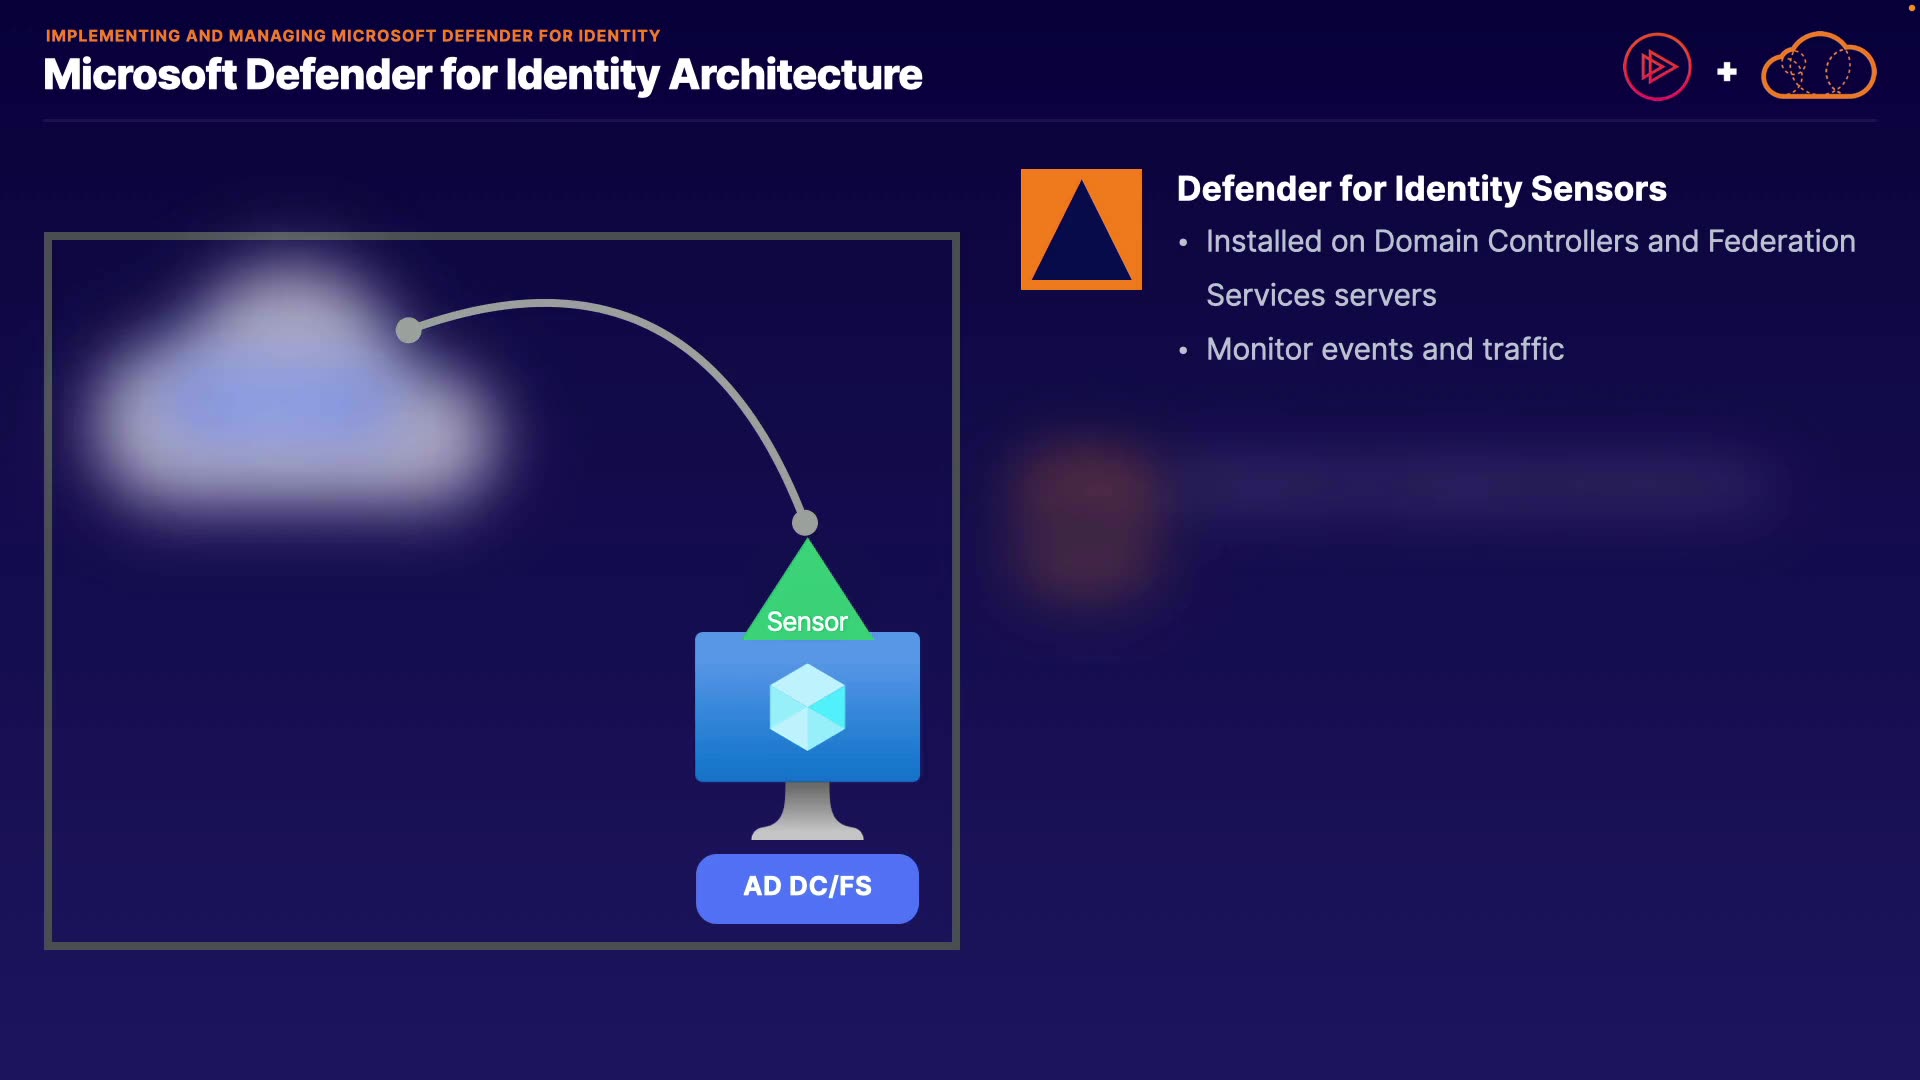 IMPLEMENTING AND MANAGING MICROSOFT DEFENDER FOR IDENTITY
Microsoft Defender for Identity Architecture
Defender for Identity Sensors
• Installed on Domain Controllers and Federation
Services servers
• Monitor events and traffic
Sensor
AD DC/FS